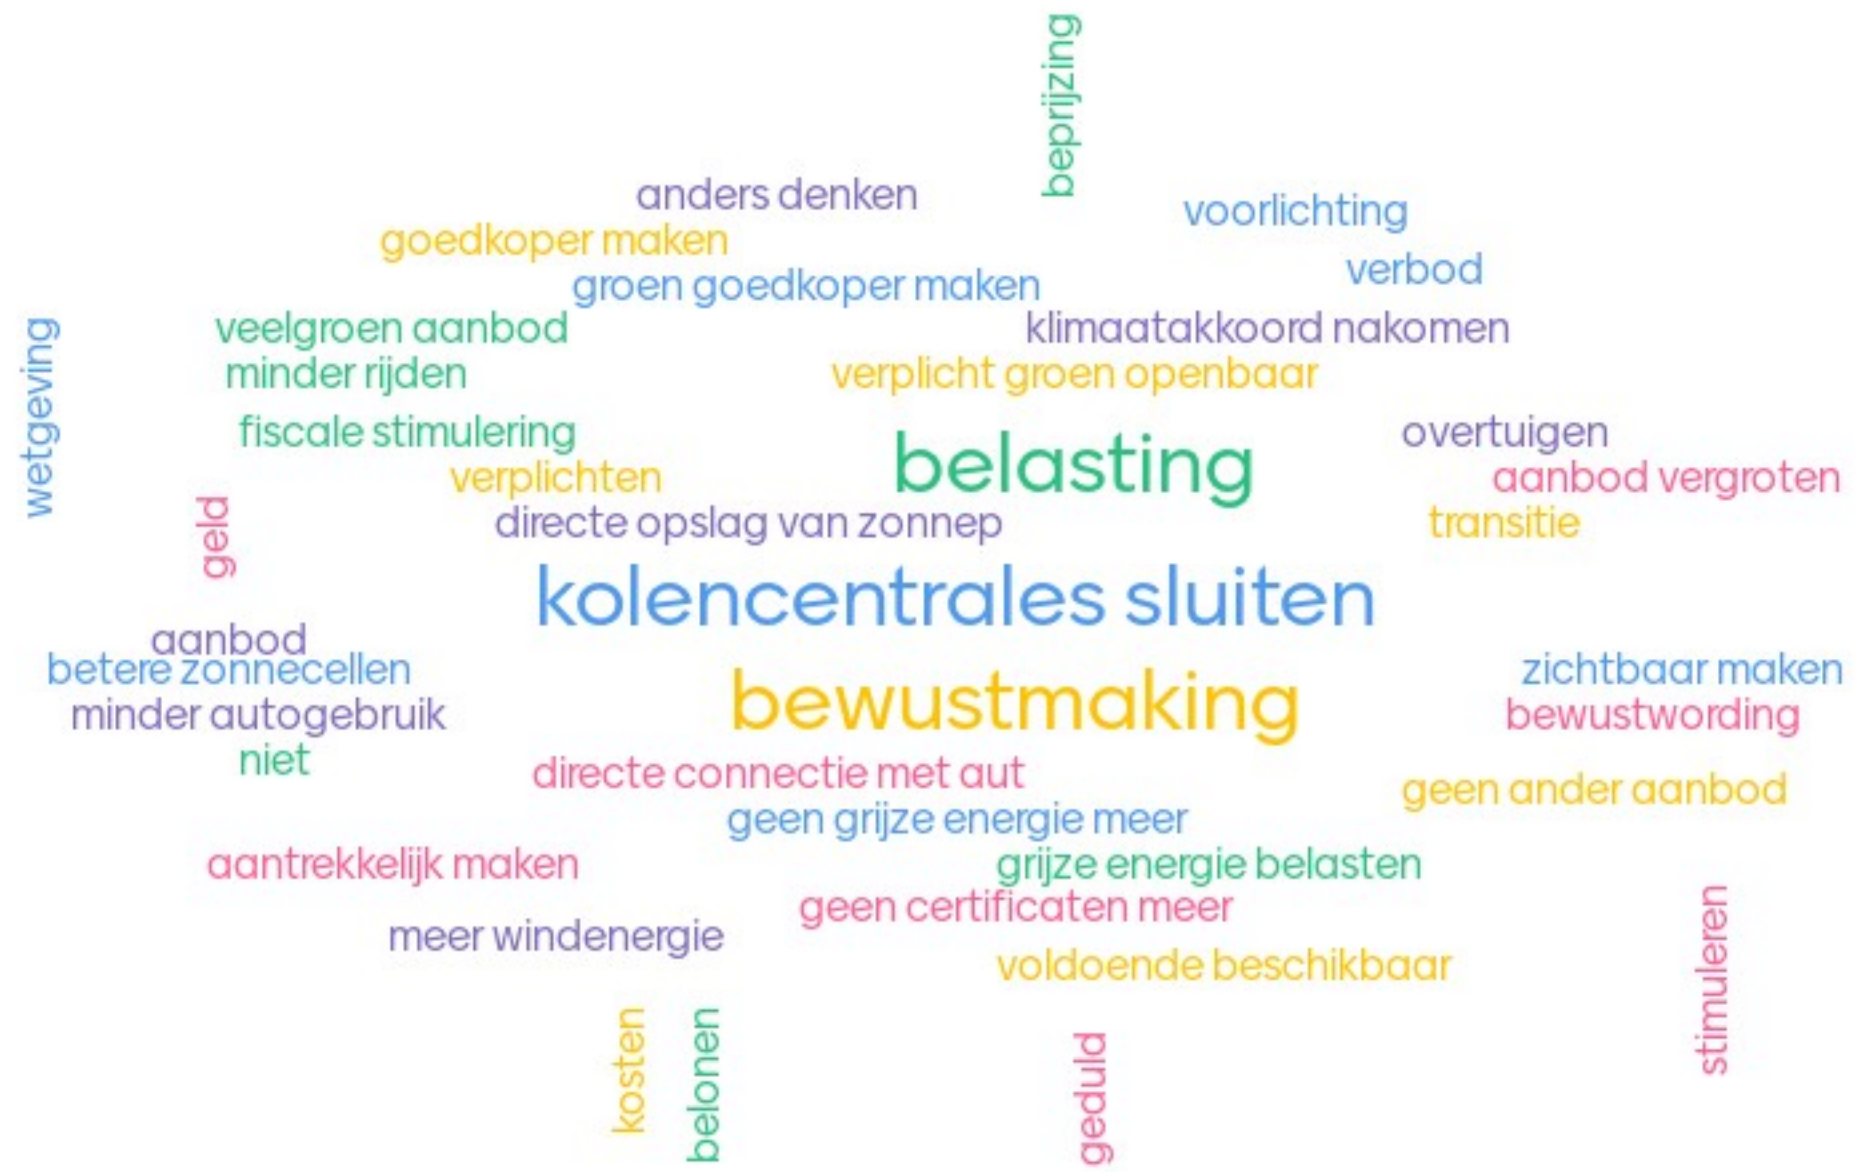 beprijzing
anders denken
voorlichting
goedkoper maken
verbod
groen goedkoper maken
veelgroen aanbod
klimaatakkoord nakomen
wetgeving
minder rijden
verplicht groen openbaar
fiscale stimulering
belasting
overtuigen
verplichten
aanbod vergroten
geld
directe opslag van zonnep
transitie
kolencentrales sluiten
aanbod
betere zonnecellen
zichtbaar maken
bewustmaking
minder autogebruik
bewustwording
niet
directe connectie met aut
geen ander aanbod
geen grijze energie meer
aantrekkelijk maken
grijze energie belasten
geen certificaten meer
meer windenergie
voldoende beschikbaar
stimuleren
kosten
belonen
geduld